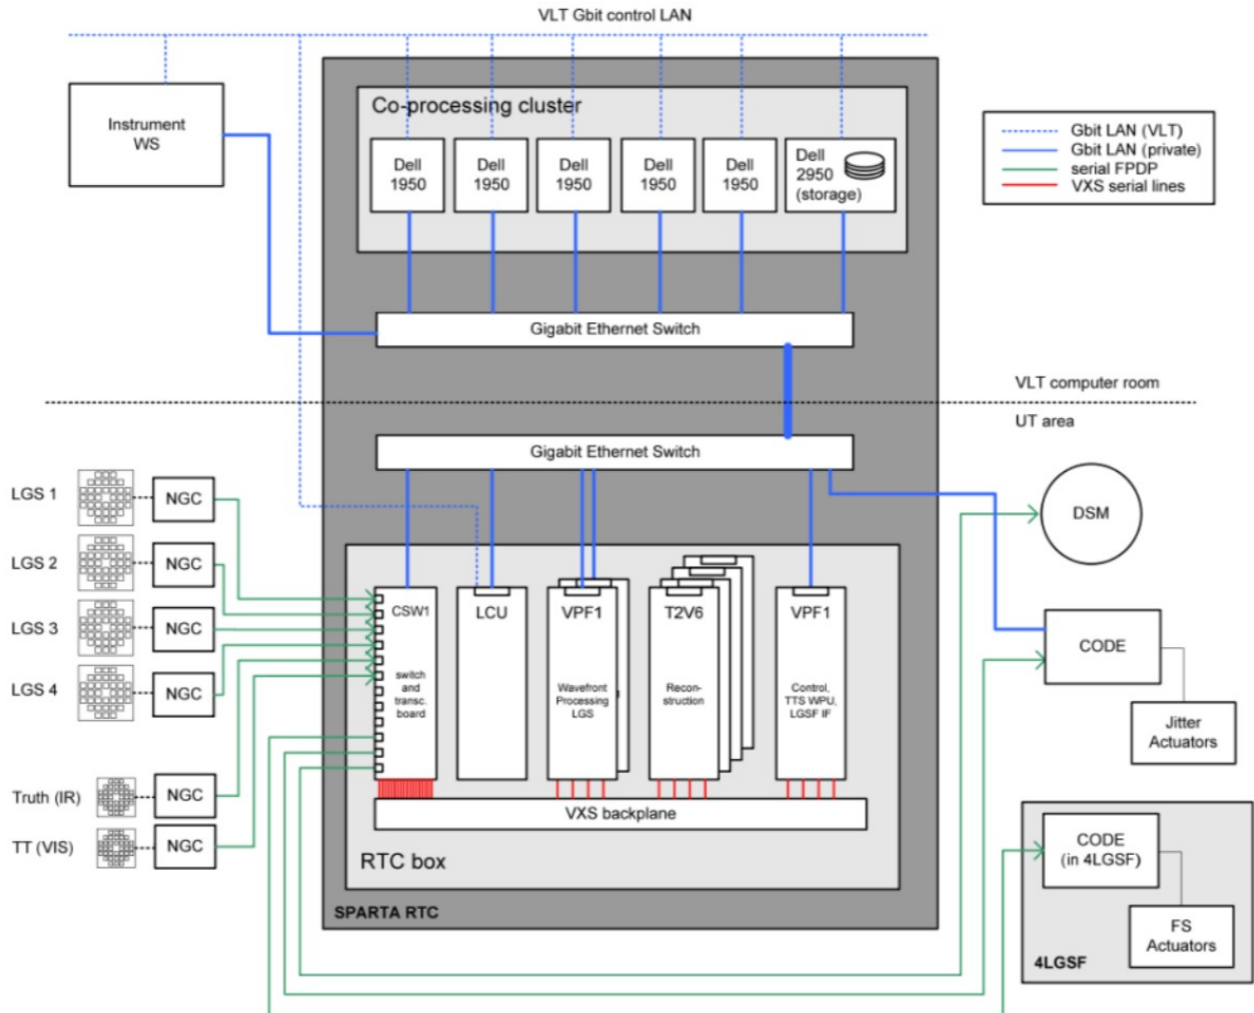 VLT Gbit control LAN
Instrument
WS
Co-processing cluster
Dell
1950
Dell
1950
Dell
1950
Dell
1950
Dell
1950
Dell
2950
(storage)
Gbit LAN (VLT)
Gbit LAN (private)
serial FPDP
VXS serial lines
Gigabit Ethernet Switch
VLT computer room
UT area
Gigabit Ethernet Switch
LGS 1
NGC
LGS 2
NGC
LGS 3
NGC
LGS 4
NGC
Truth (IR)
NGC
TT (VIS)
NGC
CSW1
switch
and
transc.
board
LCU
VPF1
Wavefront
Processing
LGS
T2V6
Recon-
struction
VPF1
Control,
TTS WPU,
LGSF IF
VXS backplane
RTC box
SPARTA RTC
DSM
CODE
Jitter
Actuators
CODE
(in 4LGSF)
FS
Actuators
4LGSF